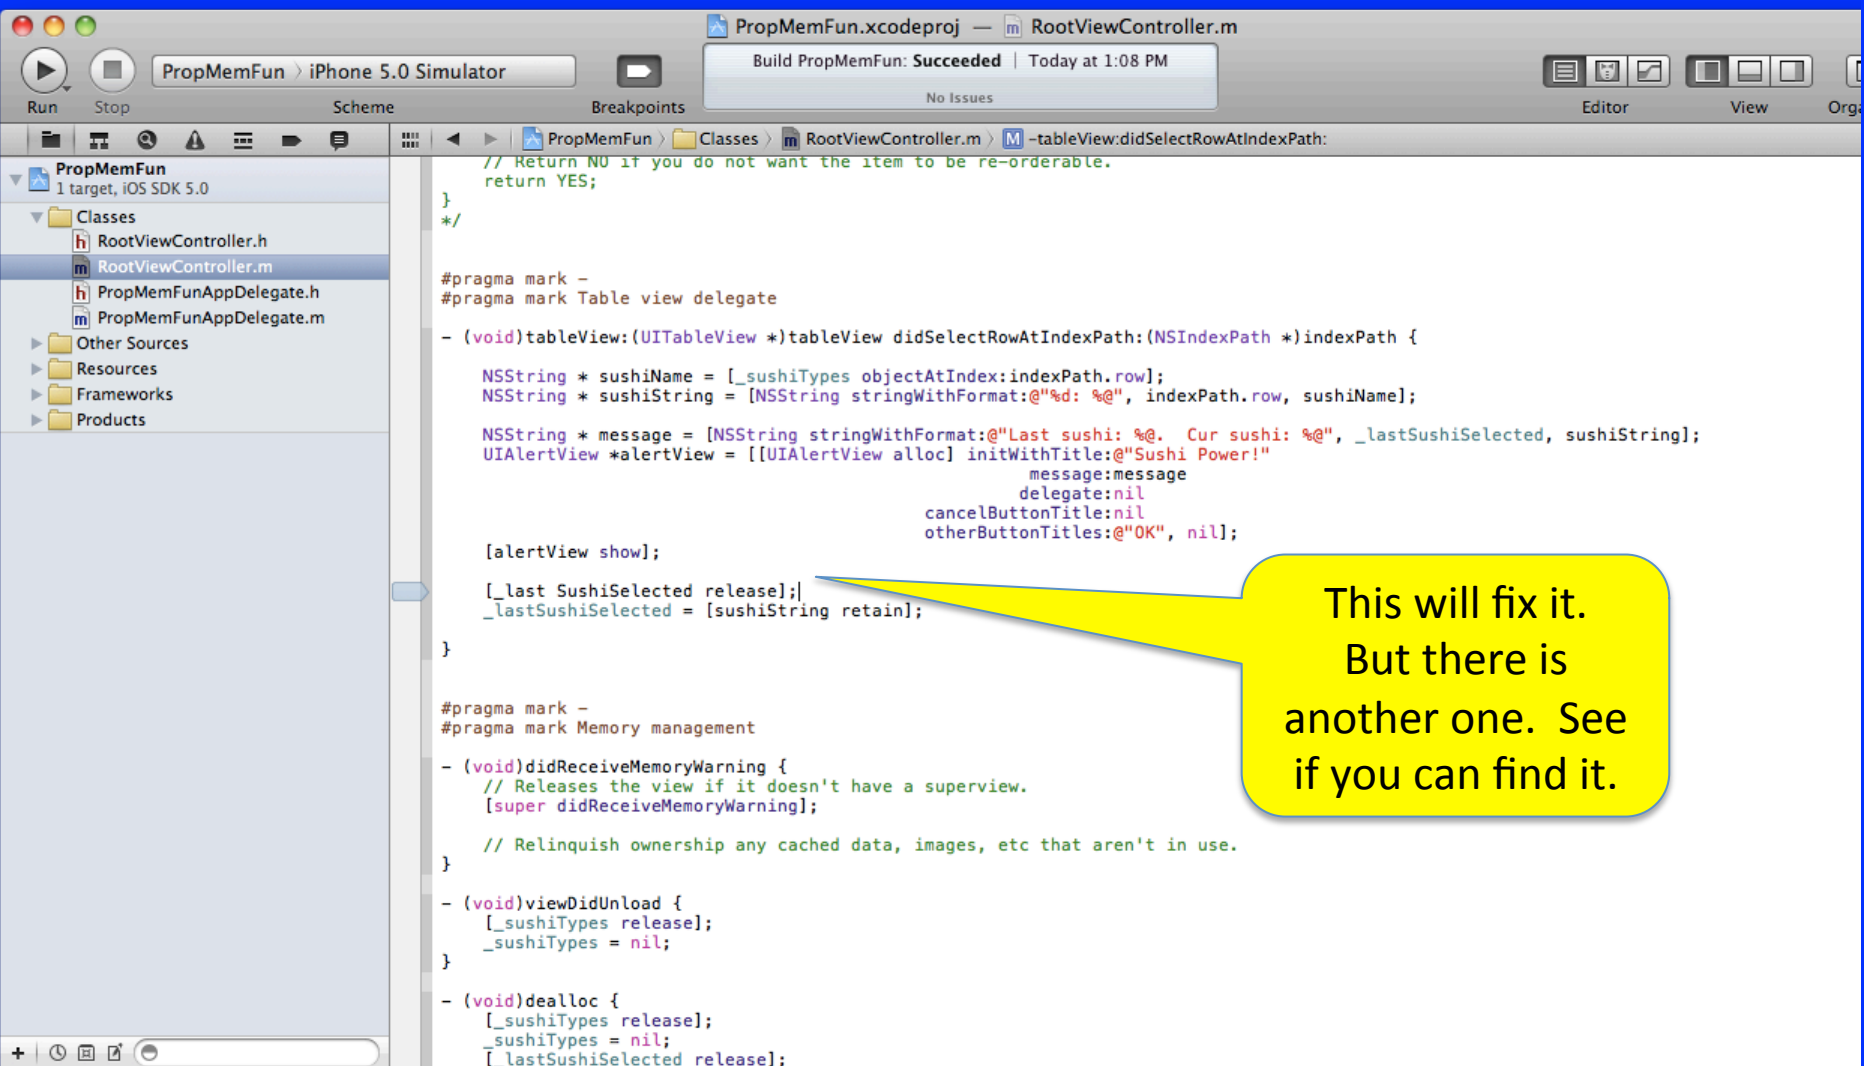 PropMemFun.xcodeproj — m RootViewController.m
Build PropMemFun: Succeeded | Today at 1:08 PM
No Issues
PropMemFun 〉 iPhone 5.0 Simulator
Run
Stop
Scheme
Breakpoints
Editor
View
Orga
PropMemFun 〉 Classes 〉 m RootViewController.m 〉 M -tableView:didSelectRowAtIndexPath:
PropMemFun
1 target, iOS SDK 5.0
Classes
h RootViewController.h
m RootViewController.m
h PropMemFunAppDelegate.h
m PropMemFunAppDelegate.m
Other Sources
Resources
Frameworks
Products
// Return NO if you do not want the item to be re-orderable.
return YES;
}
*/
#pragma mark -
#pragma mark Table view delegate
- (void)tableView:(UITableView *)tableView didSelectRowAtIndexPath:(NSIndexPath *)indexPath {
NSString * sushiName = [_sushiTypes objectAtIndex:indexPath.row];
NSString * sushiString = [NSString stringWithFormat:@"%d: %@", indexPath.row, sushiName];
NSString * message = [NSString stringWithFormat:@"Last sushi: %@.  Cur sushi: %@", _lastSushiSelected, sushiString];
UIAlertView *alertView = [[UIAlertView alloc] initWithTitle:@"Sushi Power!"
message:message
delegate:nil
cancelButtonTitle:nil
otherButtonTitles:@"OK", nil];
[alertView show];
[_last SushiSelected release];
_lastSushiSelected = [sushiString retain];
}
#pragma mark -
#pragma mark Memory management
- (void)didReceiveMemoryWarning {
// Releases the view if it doesn't have a superview.
[super didReceiveMemoryWarning];
// Relinquish ownership any cached data, images, etc that aren't in use.
}
- (void)viewDidUnload {
[_sushiTypes release];
_sushiTypes = nil;
}
- (void)dealloc {
[_sushiTypes release];
_sushiTypes = nil;
[_lastSushiSelected release];
This will fix it.
But there is
another one.  See
if you can find it.